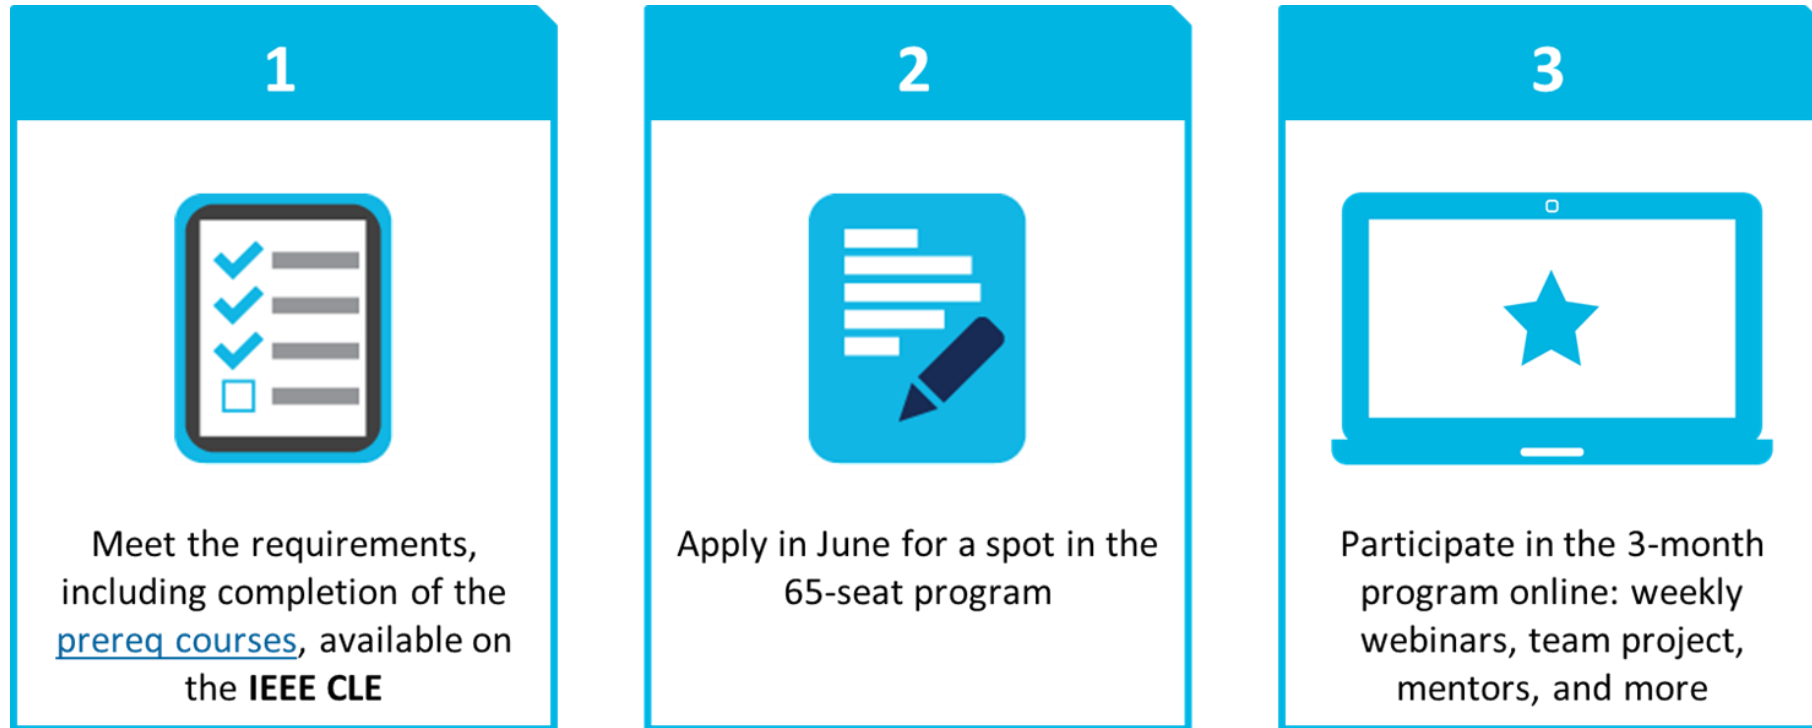 1
Meet the requirements,
including completion of the
prereq courses, available on
the IEEE CLE
2
Apply in June for a spot in the
65-seat program
3
Participate in the 3-month
program online: weekly
webinars, team project,
mentors, and more